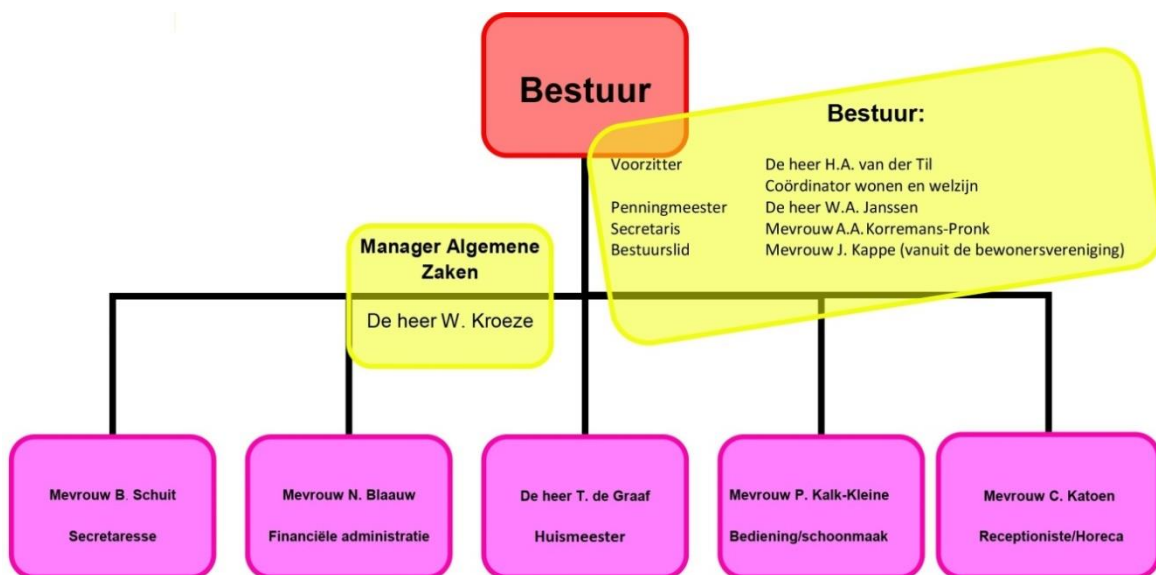 Bestuur
Bestuur:
Voorzitter De heer H.A. van der Til
Coördinator wonen en welzijn
Penningmeester De heer W.A. Janssen
Secretaris Mevrouw A.A. Korremans-Pronk
Bestuurslid Mevrouw J. Kappe (vanuit de bewonersvereniging)
Manager Algemene
Zaken
De heer W. Kroeze
Mevrouw B. Schuit
Secretaresse
Mevrouw N. Blaauw
Financiële administratie
De heer T. de Graaf
Huismeester
Mevrouw P. Kalk-Kleine
Bediening/schoonmaak
Mevrouw C. Katoen
Receptioniste/Horeca